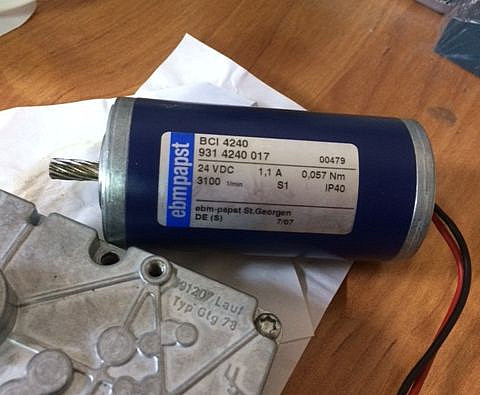 ebmpapst
BCI 4240
931 4240 017
00479
24 VDC 1,1 A 0,057 Nm
3100 1/min S1 IP40
ebm-papst St.Georgen
DE (S) 7/07
91207 Lauf
Typ Gtg 78